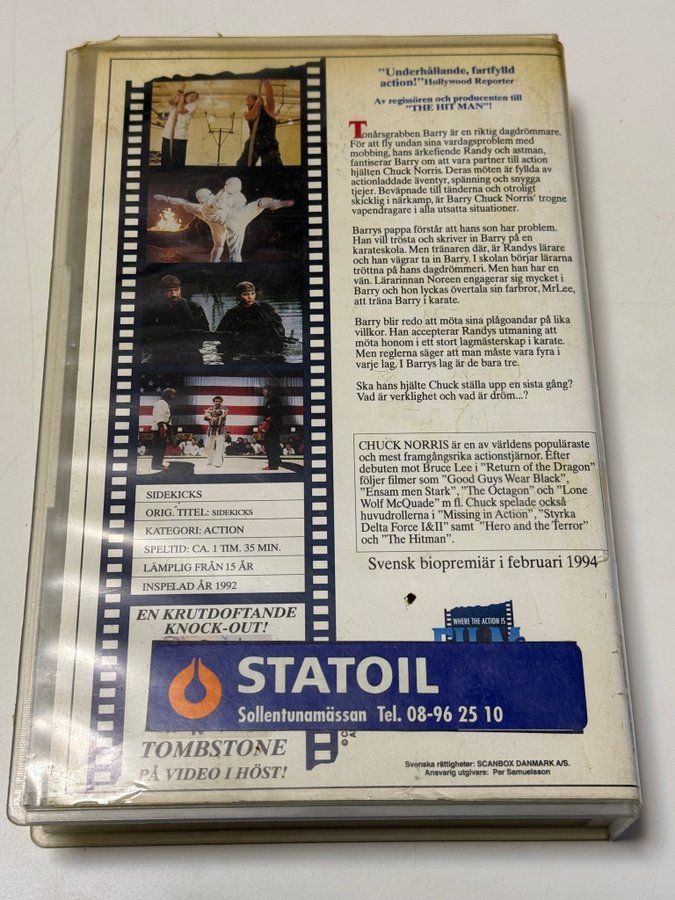 "Underhållande, fartfylld
action!" Hollywood Reporter
Av regissören och producenten till
"THE HIT MAN"!
Tonårsgrabben Barry är en riktig dagdrömmare.
För att fly undan sina vardagsproblem med
mobbing, hans ärkefiende Randy och astman,
fantiserar Barry om att vara partner till action
hjälten Chuck Norris. Deras möten är fyllda av
actionladdade äventyr, spänning och snygga
tjejer. Beväpnade till tänderna och otroligt
skicklig i närkamp, är Barry Chuck Norris' trogne
vapendragare i alla utsatta situationer.
Barrys pappa förstår att hans son har problem.
Han vill trösta och skriver in Barry på en
karateskola. Men tränaren där, är Randys lärare
och han vägrar ta in Barry. I skolan börjar lärarna
tröttna på hans dagdrömmeri. Men han har en
vän. Lärarinnan Noreen engagerar sig mycket i
Barry och hon lyckas övertala sin farbror, MrLee,
att träna Barry i karate.
Barry blir redo att möta sina plågoandar på lika
villkor. Han accepterar Randys utmaning att
möta honom i ett stort lagmästerskap i karate.
Men reglerna säger att man måste vara fyra i
varje lag. I Barrys lag är de bara tre.
Ska hans hjälte Chuck ställa upp en sista gång?
Vad är verklighet och vad är dröm...?
CHUCK NORRIS är en av världens populäraste
och mest framgångsrika actionstjärnor. Efter
debuten mot Bruce Lee i "Return of the Dragon"
följer filmer som "Good Guys Wear Black",
"Ensam men Stark", "The Octagon" och "Lone
Wolf McQuade" m fl. Chuck spelade också
huvudrollerna i "Missing in Action", "Styrka
Delta Force I&II" samt "Hero and the Terror"
och "The Hitman".
Svensk biopremiär i februari 1994
SIDEKICKS
ORIG. TITEL: SIDEKICKS
KATEGORI: ACTION
SPELTID: CA. 1 TIM. 35 MIN.
LÄMPLIG FRÅN 15 ÅR
INSPELAD ÅR 1992
EN KRUTDOFTANDE
KNOCK-OUT!
WHERE THE ACTION IS
STATOIL
Sollentunamässan Tel. 08-96 25 10
TOMBSTONE
PÅ VIDEO I HÖST!
Svenska rättigheter: SCANBOX DANMARK A/S.
Ansvarig utgivare: Per Samuelsson